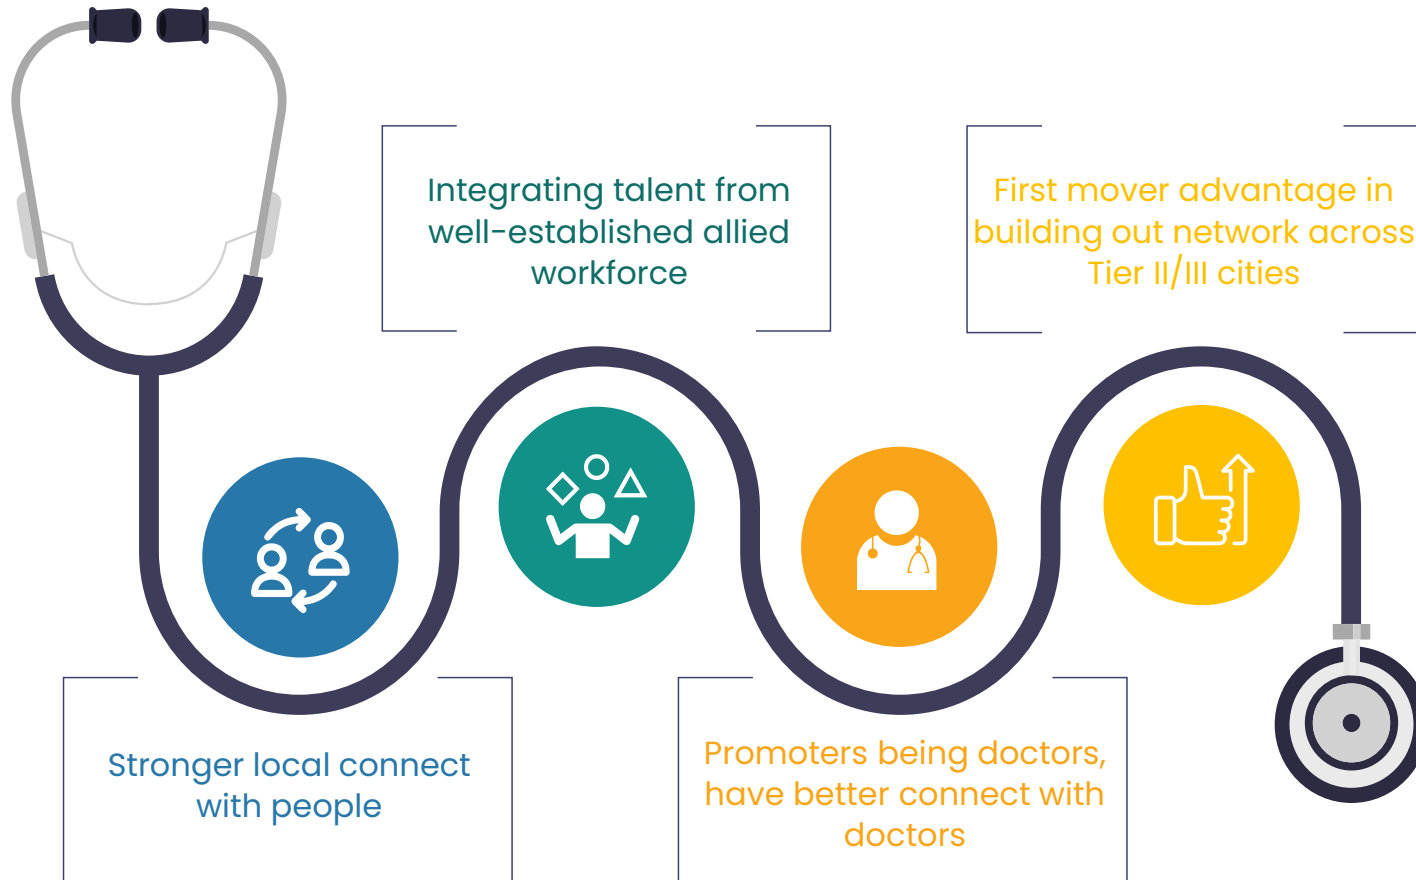 Integrating talent from
well-established allied
workforce
First mover advantage in
building out network across
Tier II/III cities
Stronger local connect
with people
Promoters being doctors,
have better connect with
doctors